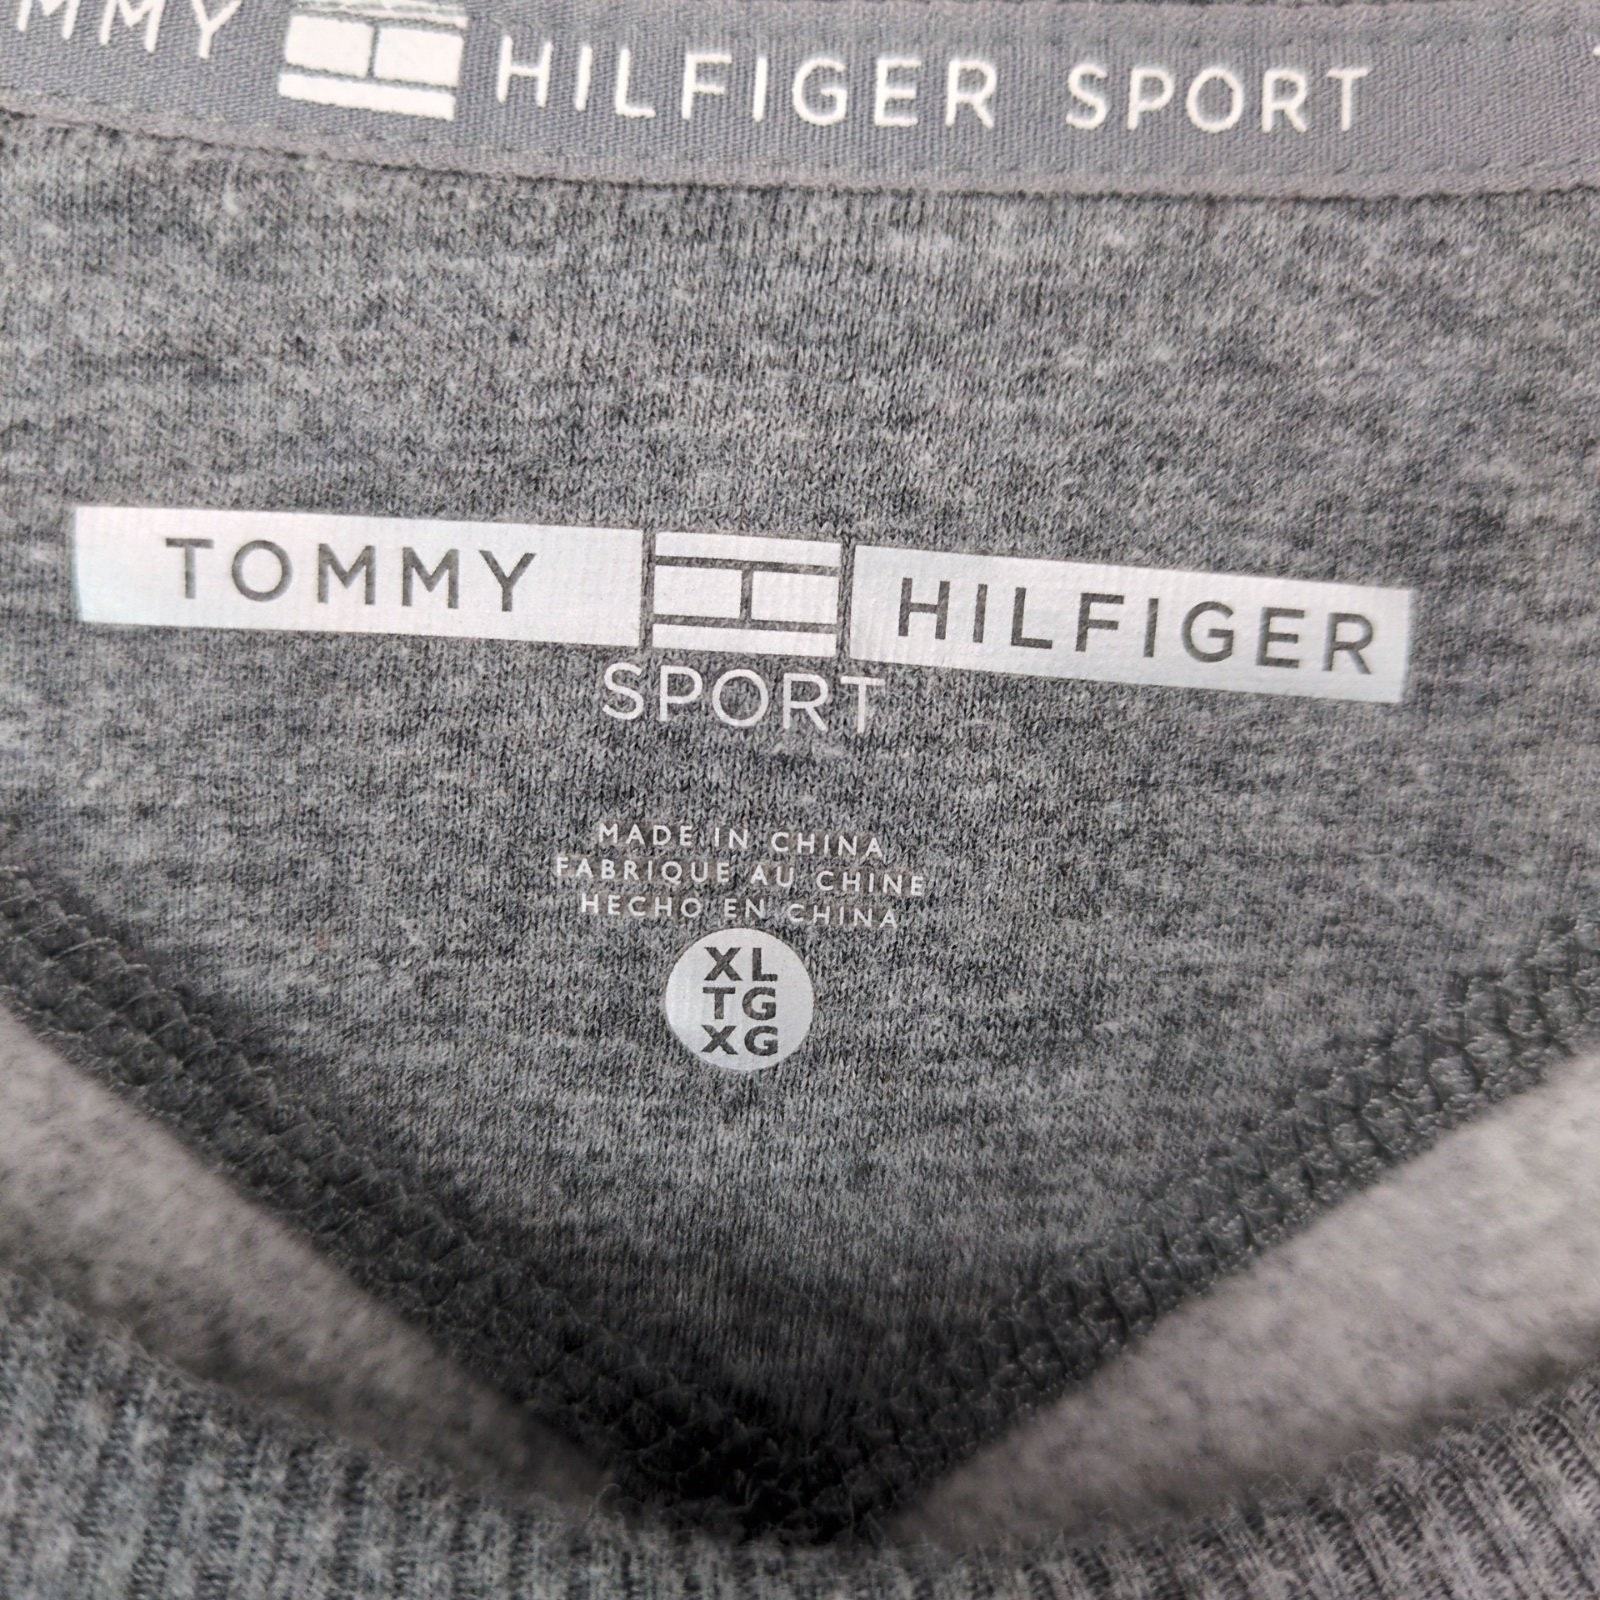 MMY HILFIGER SPORT
TOMMY HILFIGER
SPORT
MADE IN CHINA
FABRIQUE AU CHINE
HECHO EN CHINA
XL
TG
XG